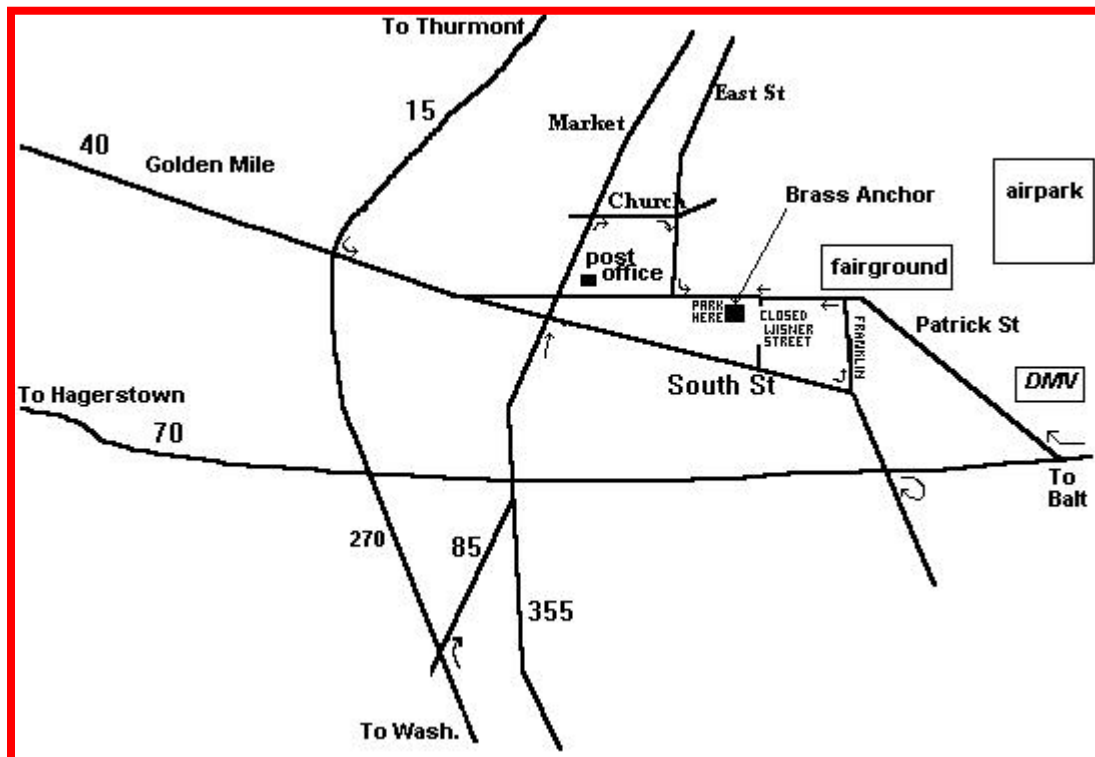 To Thurmont
15
40
Golden Mile
Market
East St
Church
Brass Anchor
airpark
post
office
fairground
PARK
HERE
CLOSED
WISNER
STREET
FRANKLIN
Patrick St
South St
DMV
To Hagerstown
70
To
Balt
270
85
355
To Wash.